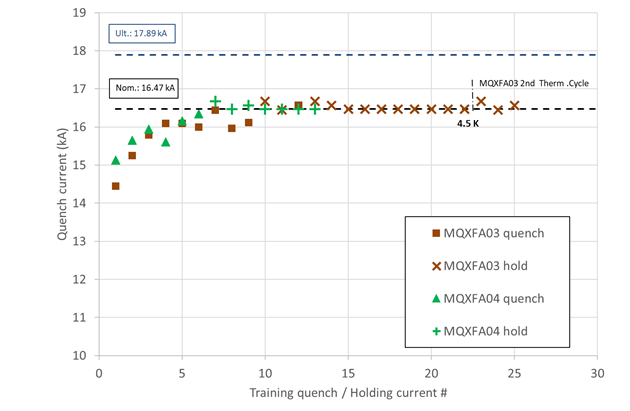 19
Ult.: 17.89 kA
18
17
Nom.: 16.47 kA
MQXFA03 2nd Therm .Cycle
16
4.5 K
15
14
13
12
11
10
Quench current (kA)
MQXFA03 quench
MQXFA03 hold
MQXFA04 quench
MQXFA04 hold
0 5 10 15 20 25 30
Training quench / Holding current #